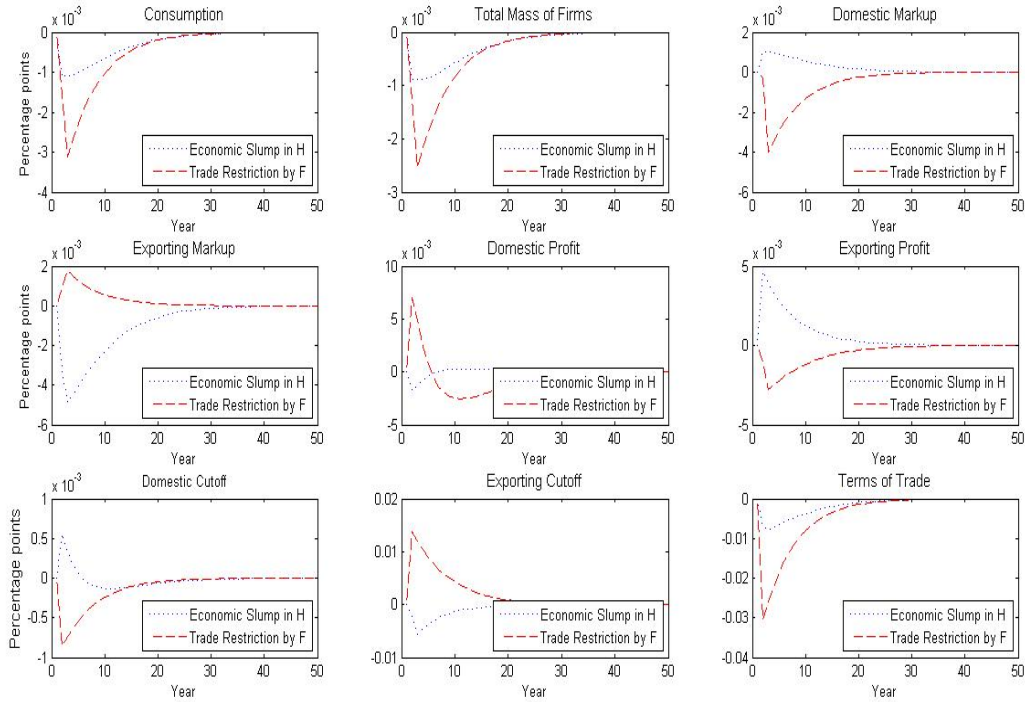 Consumption
x 10⁻³
0
-1
-2
-3
-4
Percentage points
0 10 20 30 40 50
Year
Economic Slump in H
Trade Restriction by F
Total Mass of Firms
x 10⁻³
0
-1
-2
-3
0 10 20 30 40 50
Year
Economic Slump in H
Trade Restriction by F
Domestic Markup
x 10⁻³
2
0
-2
-4
-6
0 10 20 30 40 50
Year
Economic Slump in H
Trade Restriction by F
Exporting Markup
x 10⁻³
2
0
-2
-4
-6
Percentage points
0 10 20 30 40 50
Year
Economic Slump in H
Trade Restriction by F
Domestic Profit
x 10⁻³
10
5
0
-5
0 10 20 30 40 50
Year
Economic Slump in H
Trade Restriction by F
Exporting Profit
x 10⁻³
5
0
-5
0 10 20 30 40 50
Year
Economic Slump in H
Trade Restriction by F
Domestic Cutoff
x 10⁻³
1
0.5
0
-0.5
-1
Percentage points
0 10 20 30 40 50
Year
Economic Slump in H
Trade Restriction by F
Exporting Cutoff
0.02
0.01
0
-0.01
0 10 20 30 40 50
Year
Economic Slump in H
Trade Restriction by F
Terms of Trade
0
-0.01
-0.02
-0.03
-0.04
0 10 20 30 40 50
Year
Economic Slump in H
Trade Restriction by F